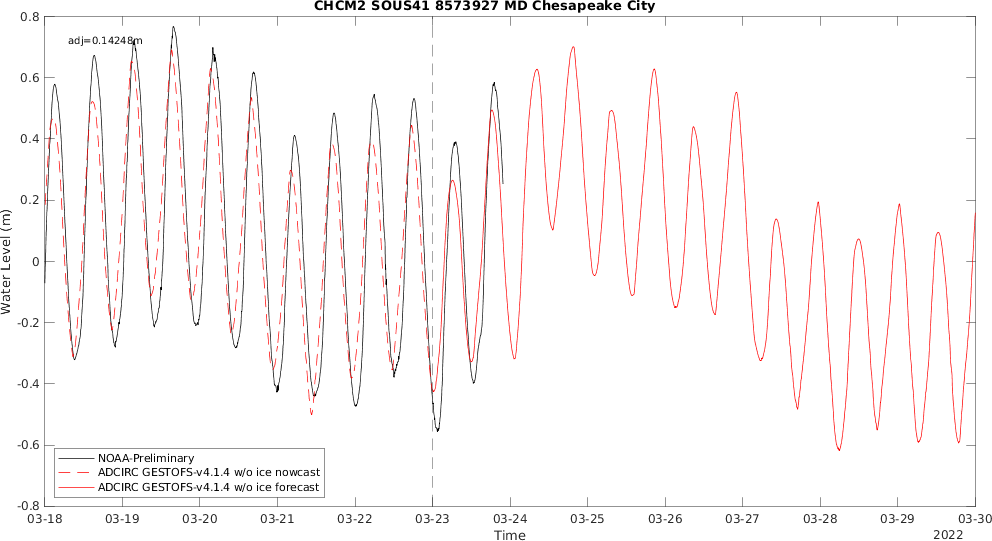 CHCM2 SOUS41 8573927 MD Chesapeake City
adj=0.14248m
Water Level (m)
0.8
0.6
0.4
0.2
0
-0.2
-0.4
-0.6
-0.8
NOAA-Preliminary
ADCIRC GESTOFS-v4.1.4 w/o ice nowcast
ADCIRC GESTOFS-v4.1.4 w/o ice forecast
03-18 03-19 03-20 03-21 03-22 03-23 03-24 03-25 03-26 03-27 03-28 03-29 03-30
Time
2022